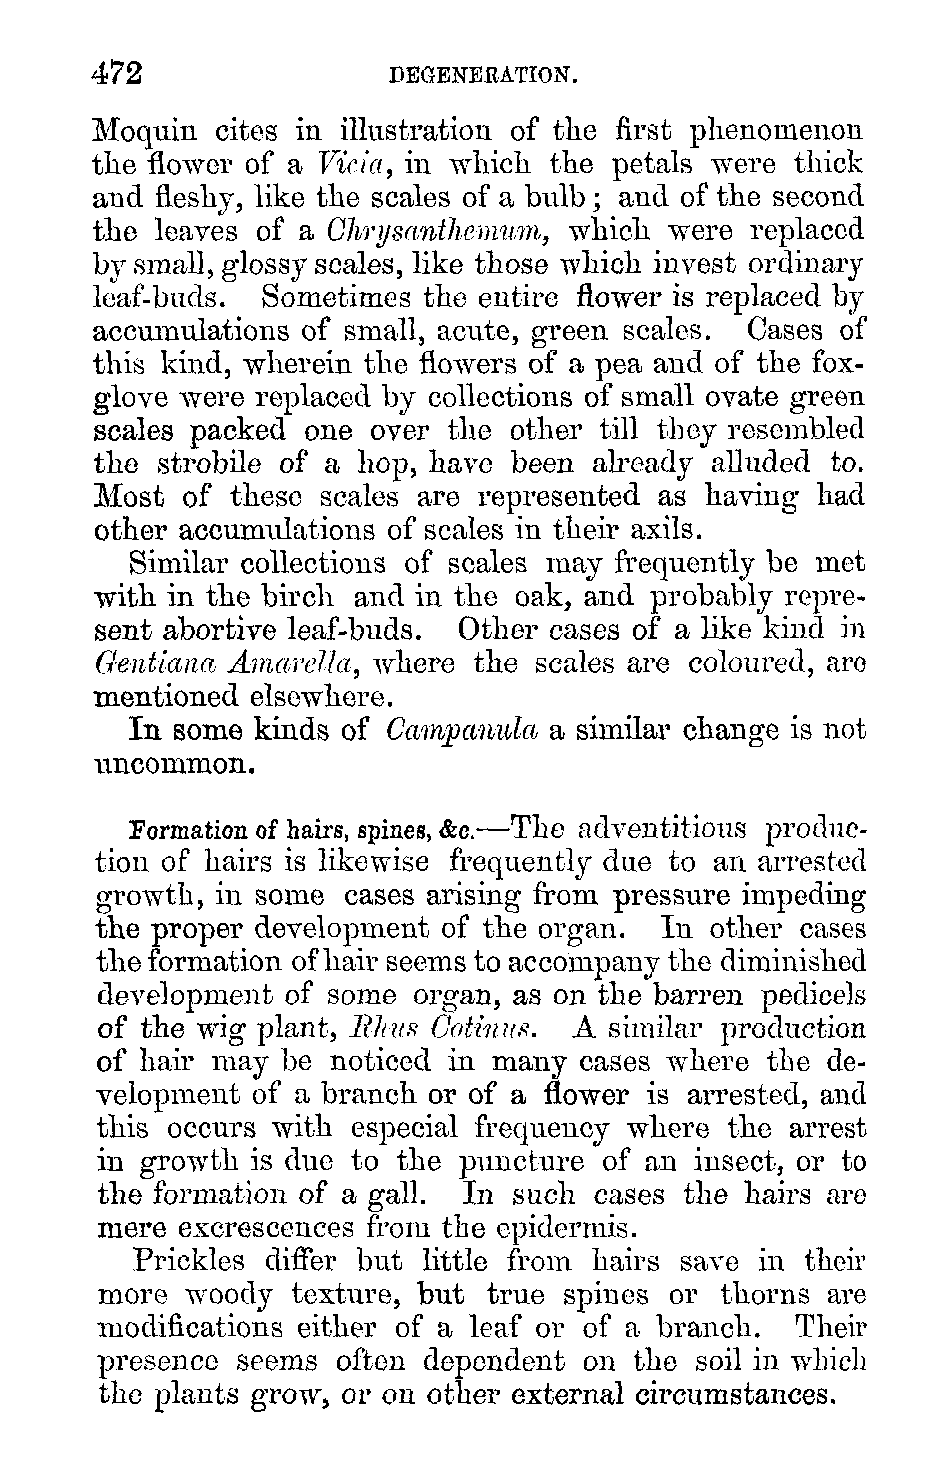 472 DEGENERATION.
Moquin cites in illustration of the first phenomenon
the flower of a Vicia, in which the petals were thick
and fleshy, like the scales of a bulb; and of the second
the leaves of a Chrysanthemum, which were replaced
by small, glossy scales, like those which invest ordinary
leaf-buds. Sometimes the entire flower is replaced by
accumulations of small, acute, green scales. Cases of
this kind, wherein the flowers of a pea and of the fox-
glove were replaced by collections of small ovate green
scales packed one over the other till they resembled
the strobile of a hop, have been already alluded to.
Most of these scales are represented as having had
other accumulations of scales in their axils.
Similar collections of scales may frequently be met
with in the birch and in the oak, and probably repre-
sent abortive leaf-buds. Other cases of a like kind in
Gentiana Amarella, where the scales are coloured, are
mentioned elsewhere.
In some kinds of Campanula a similar change is not
uncommon.
Formation of hairs, spines, &c.—The adventitious produc-
tion of hairs is likewise frequently due to an arrested
growth, in some cases arising from pressure impeding
the proper development of the organ. In other cases
the formation of hair seems to accompany the diminished
development of some organ, as on the barren pedicels
of the wig plant, Rhus Cotinus. A similar production
of hair may be noticed in many cases where the de-
velopment of a branch or of a flower is arrested, and
this occurs with especial frequency where the arrest
in growth is due to the puncture of an insect, or to
the formation of a gall. In such cases the hairs are
mere excrescences from the epidermis.
Prickles differ but little from hairs save in their
more woody texture, but true spines or thorns are
modifications either of a leaf or of a branch. Their
presence seems often dependent on the soil in which
the plants grow, or on other external circumstances.